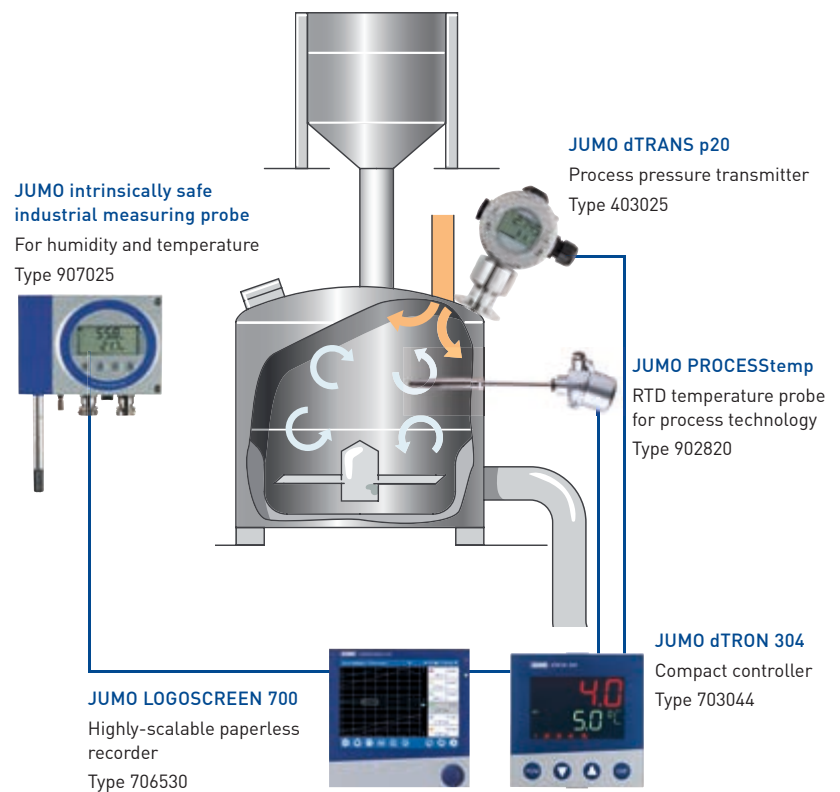 JUMO dTRANS p20
Process pressure transmitter
Type 403025
JUMO intrinsically safe
industrial measuring probe
For humidity and temperature
Type 907025
JUMO PROCESStemp
RTD temperature probe
for process technology
Type 902820
JUMO dTRON 304
Compact controller
Type 703044
4.0
5.0 °C
JUMO LOGOSCREEN 700
Highly-scalable paperless
recorder
Type 706530